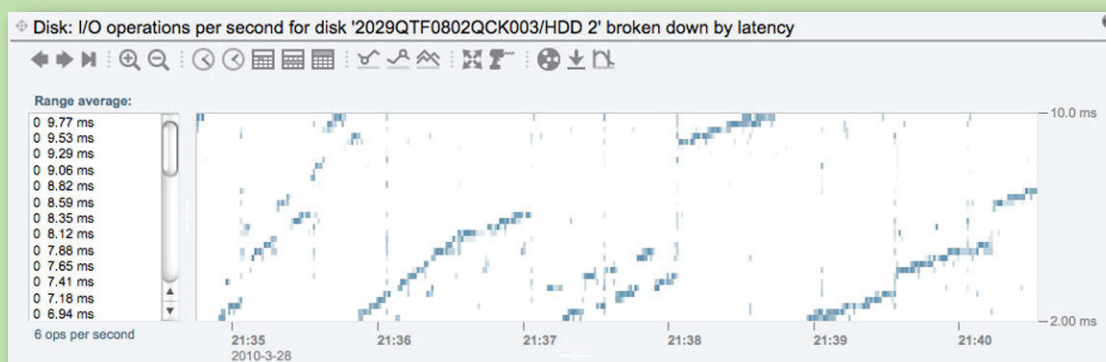 Disk: I/O operations per second for disk '2029QTF0802QCK003/HDD 2' broken down by latency
Range average:
0 9.77 ms
0 9.53 ms
0 9.29 ms
0 9.06 ms
0 8.82 ms
0 8.59 ms
0 8.35 ms
0 8.12 ms
0 7.88 ms
0 7.65 ms
0 7.41 ms
0 7.18 ms
0 6.94 ms
6 ops per second
10.0 ms
2.00 ms
21:35 21:36 21:37 21:38 21:39 21:40
2010-3-28